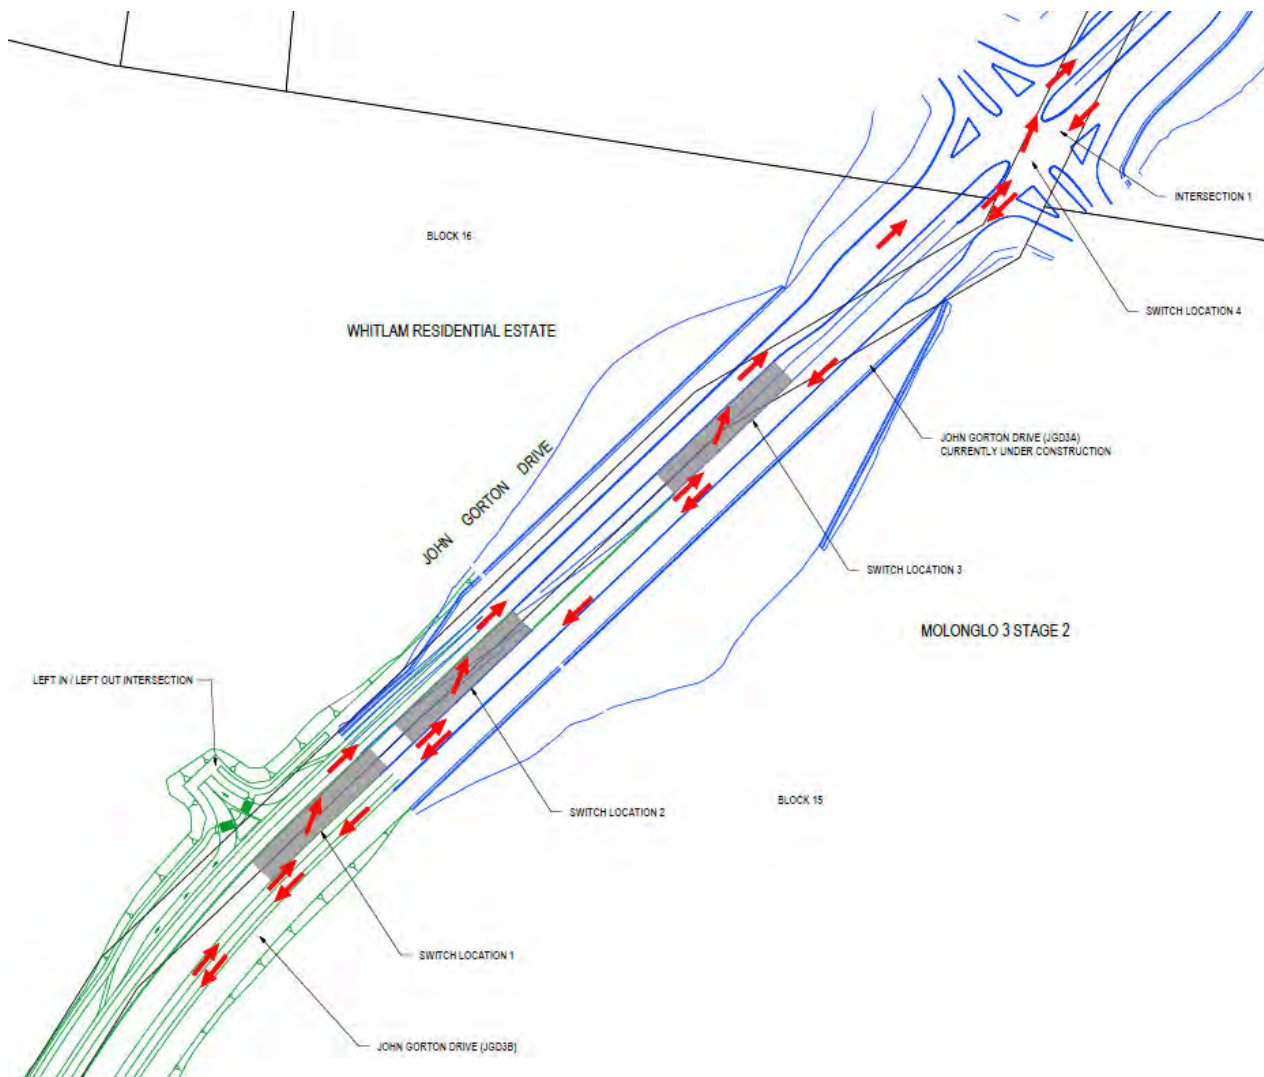 INTERSECTION 1
BLOCK 16
SWITCH LOCATION 4
WHITLAM RESIDENTIAL ESTATE
JOHN GORTON DRIVE (JGD3A)
CURRENTLY UNDER CONSTRUCTION
JOHN GORTON DRIVE
SWITCH LOCATION 3
MOLONGLO 3 STAGE 2
LEFT IN / LEFT OUT INTERSECTION
BLOCK 15
SWITCH LOCATION 2
SWITCH LOCATION 1
JOHN GORTON DRIVE (JGD3B)